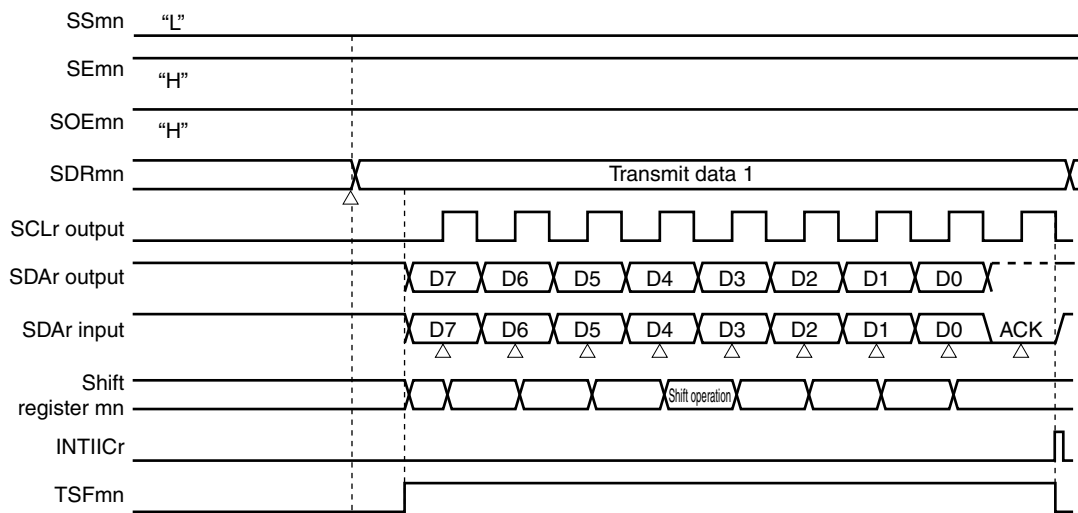 SSmn “L”
SEmn “H”
SOEmn “H”
SDRmn Transmit data 1
SCLr output
SDAr output D7 D6 D5 D4 D3 D2 D1 D0
SDAr input D7 D6 D5 D4 D3 D2 D1 D0 ACK
Shift
register mn Shift operation
INTIICr
TSFmn